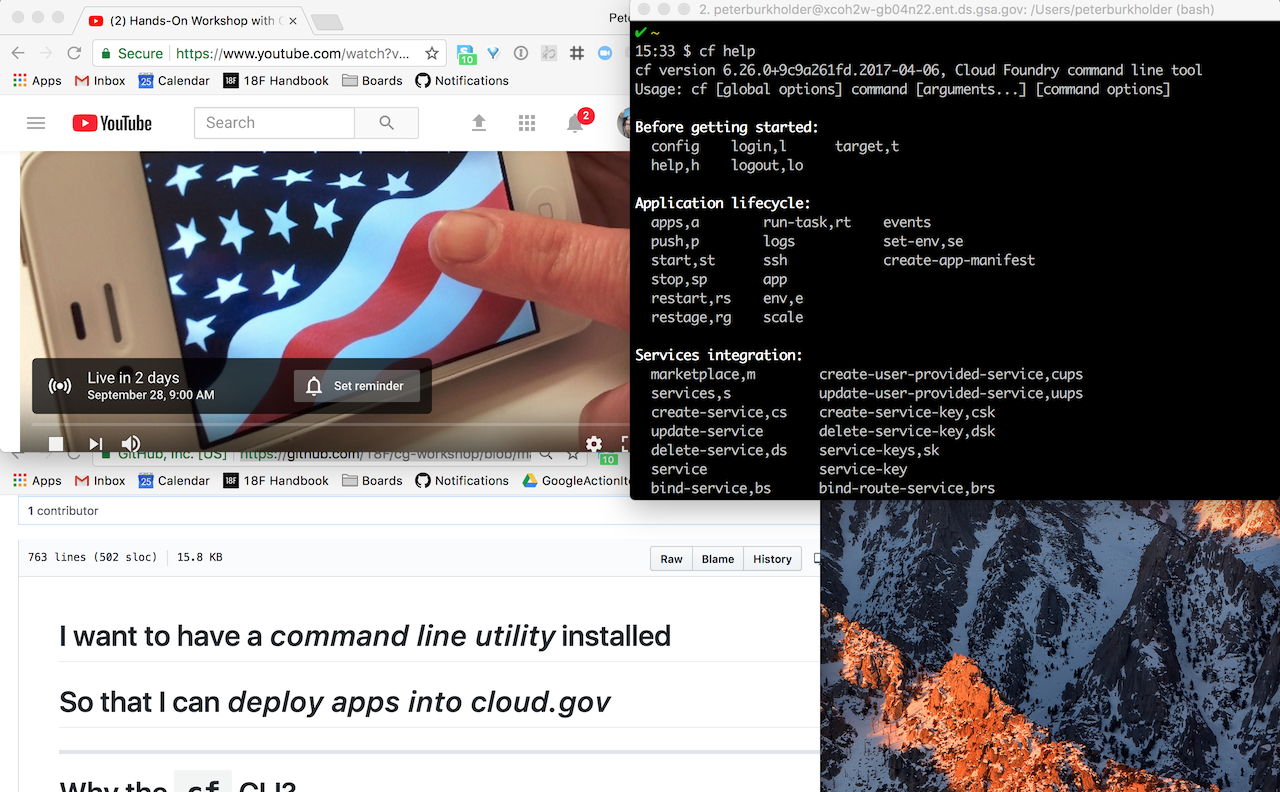 (2) Hands-On Workshop with
Pete
Secure
https://www.youtube.com/watch?v...
10
Apps
Inbox
25
Calendar
18F
18F Handbook
Boards
Notifications
YouTube
Search
2
Live in 2 days
September 28, 9:00 AM
Set reminder
GitHub, Inc. [US]
https://github.com/18F/cg-workshop/blob/m
10
Apps
Inbox
25
Calendar
18F
18F Handbook
Boards
Notifications
GoogleActionIte
1 contributor
763 lines (502 sloc)
15.8 KB
Raw
Blame
History
I want to have a command line utility installed
So that I can deploy apps into cloud.gov
Why the cf CLI?
2. peterburkholder@xcoh2w-gb04n22.ent.ds.gsa.gov: /Users/peterburkholder (bash)
✔ ~
15:33 $ cf help
cf version 6.26.0+9c9a261fd.2017-04-06, Cloud Foundry command line tool
Usage: cf [global options] command [arguments...] [command options]
Before getting started:
config login,l target,t
help,h logout,lo
Application lifecycle:
apps,a run-task,rt events
push,p logs set-env,se
start,st ssh create-app-manifest
stop,sp app
restart,rs env,e
restage,rg scale
Services integration:
marketplace,m create-user-provided-service,cups
services,s update-user-provided-service,uups
create-service,cs create-service-key,csk
update-service delete-service-key,dsk
delete-service,ds service-keys,sk
service service-key
bind-service,bs bind-route-service,brs